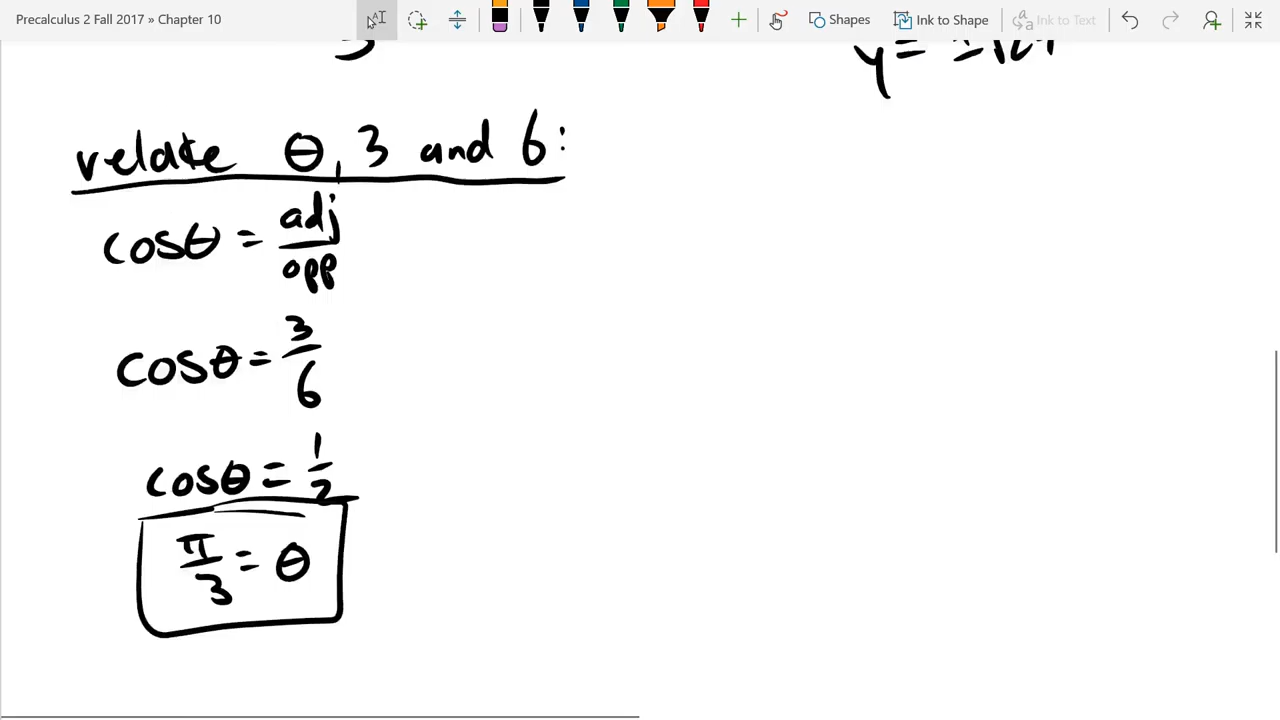 Precalculus 2 Fall 2017 » Chapter 10
Shapes
Ink to Shape
Ink to Text
relate θ, 3 and 6:
cosθ = adj/opp
cosθ = 3/6
cosθ = 1/2
π/3 = θ